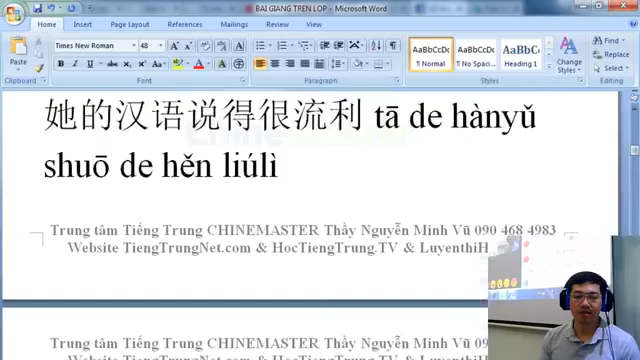 BAI GIANG TREN LOP - Microsoft Word
Home Insert Page Layout References Mailings Review View
Paste Clipboard
Times New Roman 48
Font
Paragraph
AaBbCcDc AaBbCcDc AaBbCc
¶ Normal ¶ No Spaci... Heading 1
Change Styles
Styles
Find
Replace
Select
Editing
她的汉语说得很流利 tā de hànyǔ
shuō de hěn liúlì
Trung tâm Tiếng Trung CHINEMASTER Thầy Nguyễn Minh Vũ 090 468 4983
Website TiengTrungNet.com & HocTiengTrung.TV & LuyenthiH
Trung tâm Tiếng Trung CHINEMASTER Thầy Nguyễn Minh Vũ 09